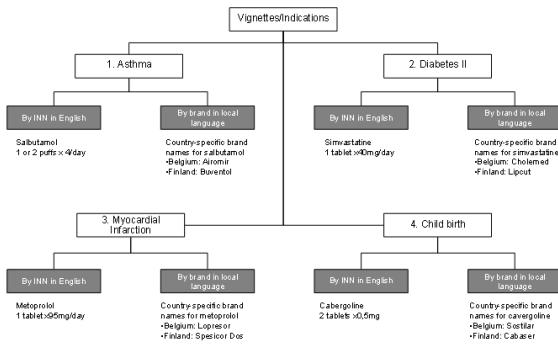 Vignettes/Indications
1. Asthma
2. Diabetes II
By INN in English
By brand in local
language
By INN in English
By brand in local
language
Salbutamol
1 or 2 puffs x 4/day
Country-specific brand
names for salbutamol
•Belgium: Airomir
•Finland: Buventol
Simvastatine
1 tablet x40mg/day
Country-specific brand
names for simvastatine
•Belgium: Cholemed
•Finland: Lipcut
3. Myocardial
Infarction
4. Child birth
By INN in English
By brand in local
language
By INN in English
By brand in local
language
Metoprolol
1 tablet x95mg/day
Country-specific brand
names for metoprolol
•Belgium: Lopresor
•Finland: Spesicor Dos
Cabergoline
2 tablets x0,5mg
Country-specific brand
names for cavergoline
•Belgium: Sostilar
•Finland: Cabaser